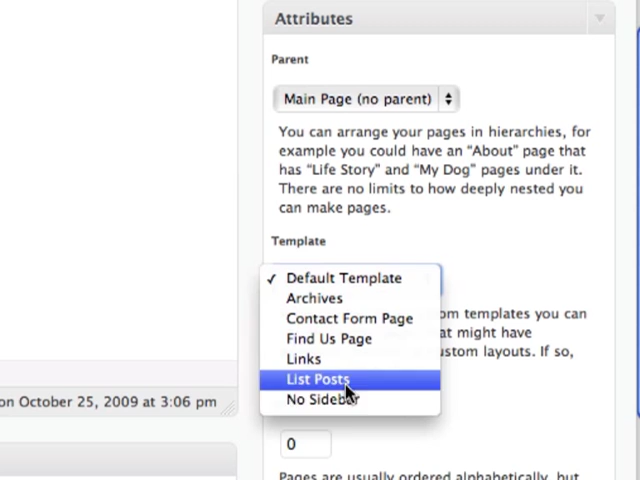 Attributes
Parent
Main Page (no parent)
You can arrange your pages in hierarchies, for
example you could have an “About” page that
has “Life Story” and “My Dog” pages under it.
There are no limits to how deeply nested you
can make pages.
Template
✓ Default Template
Archives
Contact Form Page
Find Us Page
Links
List Posts
No Sidebar
templates you can
might have
layouts. If so,
on October 25, 2009 at 3:06 pm
0
Pages are usually ordered alphabetically, but